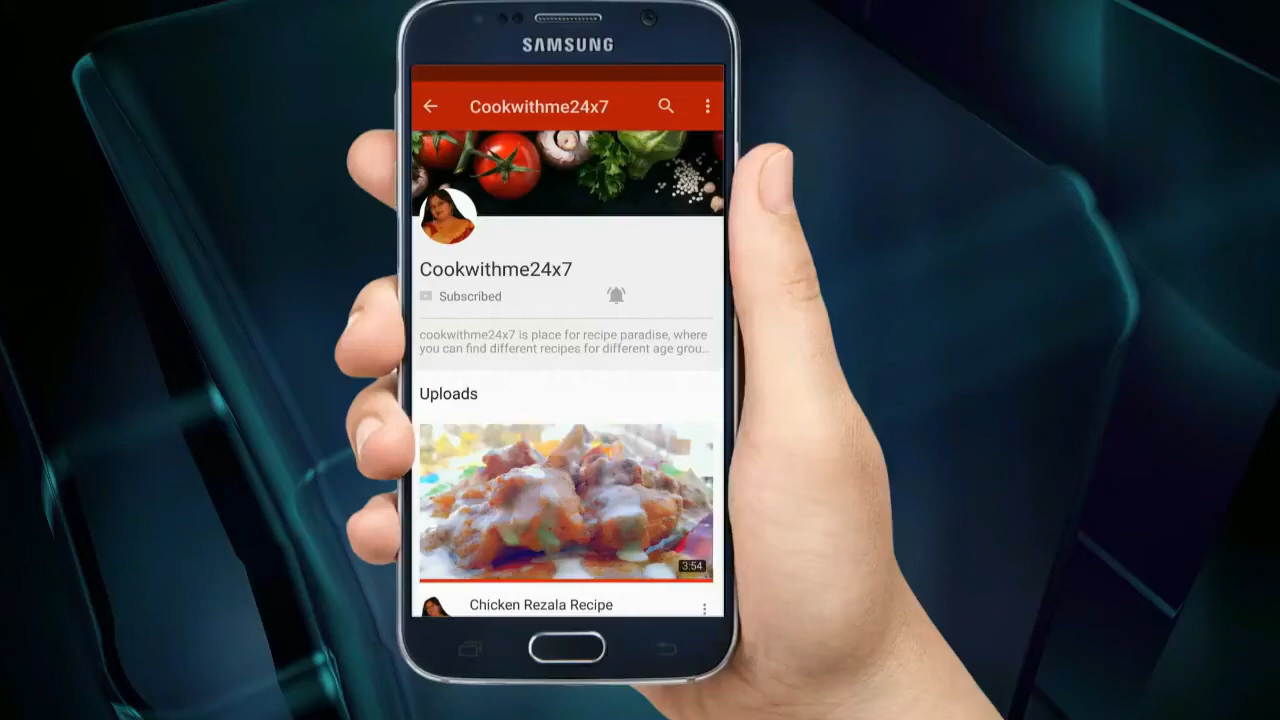 SAMSUNG
Cookwithme24x7
Cookwithme24x7
Subscribed
cookwithme24x7 is place for recipe paradise, where
you can find different recipes for different age grou...
Uploads
3:54
Chicken Rezala Recipe